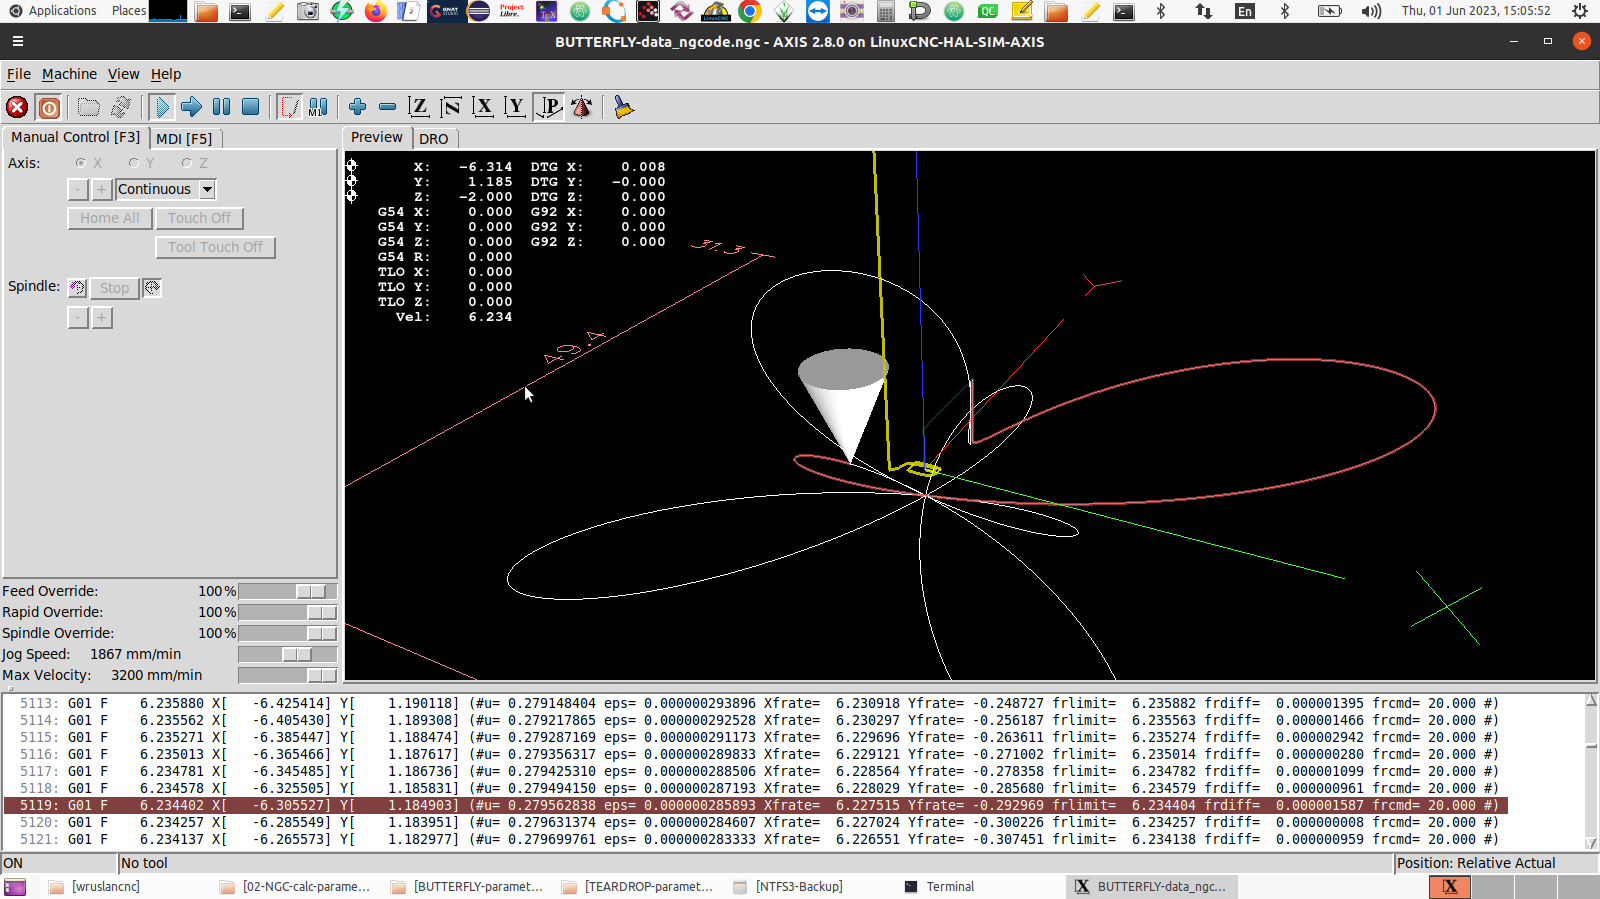 Applications Places Thu, 01 Jun 2023, 15:05:52 En
BUTTERFLY-data_ngcode.ngc - AXIS 2.8.0 on LinuxCNC-HAL-SIM-AXIS
File Machine View Help
Manual Control [F3] MDI [F5] Preview DRO
Axis: X Y Z
- + Continuous
Home All Touch Off
Tool Touch Off
Spindle: Stop
- +
X: -6.314 DTG X: 0.008
Y: 1.185 DTG Y: -0.000
Z: -2.000 DTG Z: 0.000
G54 X: 0.000 G92 X: 0.000
G54 Y: 0.000 G92 Y: 0.000
G54 Z: 0.000 G92 Z: 0.000
G54 R: 0.000
TLO X: 0.000
TLO Y: 0.000
TLO Z: 0.000
Vel: 6.234
37.3
49.4
Y
X
Feed Override: 100%
Rapid Override: 100%
Spindle Override: 100%
Jog Speed: 1867 mm/min
Max Velocity: 3200 mm/min
5113: G01 F 6.235880 X[ -6.425414] Y[ 1.190118] (#u= 0.279148404 eps= 0.000000293896 Xfrate= 6.230918 Yfrate= -0.248727 frlimit= 6.235882 frdiff= 0.000001395 frcmd= 20.000 #)
5114: G01 F 6.235562 X[ -6.405430] Y[ 1.189308] (#u= 0.279217865 eps= 0.000000292528 Xfrate= 6.230297 Yfrate= -0.256187 frlimit= 6.235563 frdiff= 0.000001466 frcmd= 20.000 #)
5115: G01 F 6.235271 X[ -6.385447] Y[ 1.188474] (#u= 0.279287169 eps= 0.000000291173 Xfrate= 6.229696 Yfrate= -0.263611 frlimit= 6.235274 frdiff= 0.000002942 frcmd= 20.000 #)
5116: G01 F 6.235013 X[ -6.365466] Y[ 1.187617] (#u= 0.279356317 eps= 0.000000289833 Xfrate= 6.229121 Yfrate= -0.271002 frlimit= 6.235014 frdiff= 0.000000280 frcmd= 20.000 #)
5117: G01 F 6.234781 X[ -6.345485] Y[ 1.186736] (#u= 0.279425310 eps= 0.000000288506 Xfrate= 6.228564 Yfrate= -0.278358 frlimit= 6.234782 frdiff= 0.000001099 frcmd= 20.000 #)
5118: G01 F 6.234578 X[ -6.325505] Y[ 1.185831] (#u= 0.279494150 eps= 0.000000287193 Xfrate= 6.228029 Yfrate= -0.285680 frlimit= 6.234579 frdiff= 0.000000961 frcmd= 20.000 #)
5119: G01 F 6.234402 X[ -6.305527] Y[ 1.184903] (#u= 0.279562838 eps= 0.000000285893 Xfrate= 6.227515 Yfrate= -0.292969 frlimit= 6.234404 frdiff= 0.000001587 frcmd= 20.000 #)
5120: G01 F 6.234257 X[ -6.285549] Y[ 1.183951] (#u= 0.279631374 eps= 0.000000284607 Xfrate= 6.227024 Yfrate= -0.300226 frlimit= 6.234257 frdiff= 0.000000008 frcmd= 20.000 #)
5121: G01 F 6.234137 X[ -6.265573] Y[ 1.182977] (#u= 0.279699761 eps= 0.000000283333 Xfrate= 6.226551 Yfrate= -0.307451 frlimit= 6.234138 frdiff= 0.000000959 frcmd= 20.000 #)
ON No tool Position: Relative Actual
[wruslancnc] [02-NGC-calc-parame... [BUTTERFLY-paramet... [TEARDROP-paramet... [NTFS3-Backup] Terminal BUTTERFLY-data_ngc...